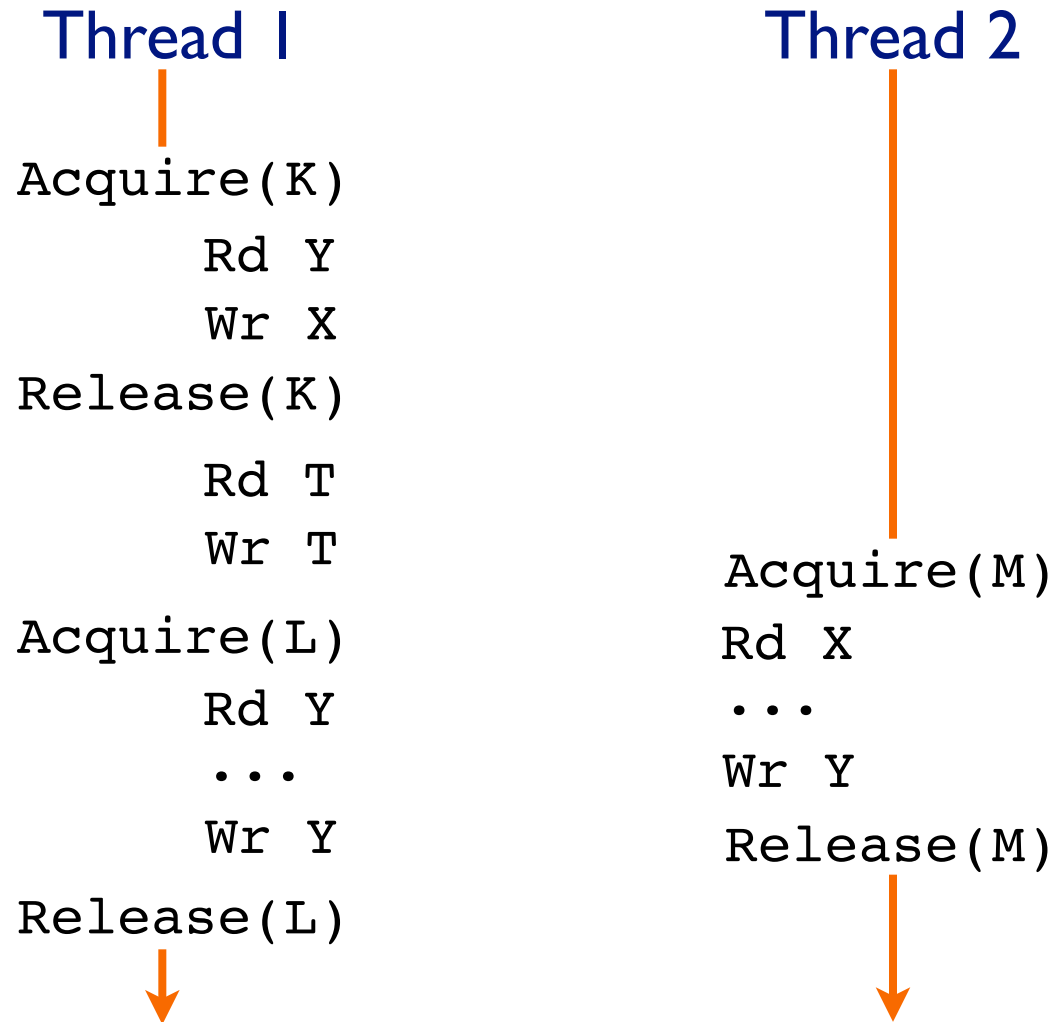 Thread 1
Acquire(K)
Rd Y
Wr X
Release(K)
Rd T
Wr T
Acquire(L)
Rd Y
...
Wr Y
Release(L)
Thread 2
Acquire(M)
Rd X
...
Wr Y
Release(M)